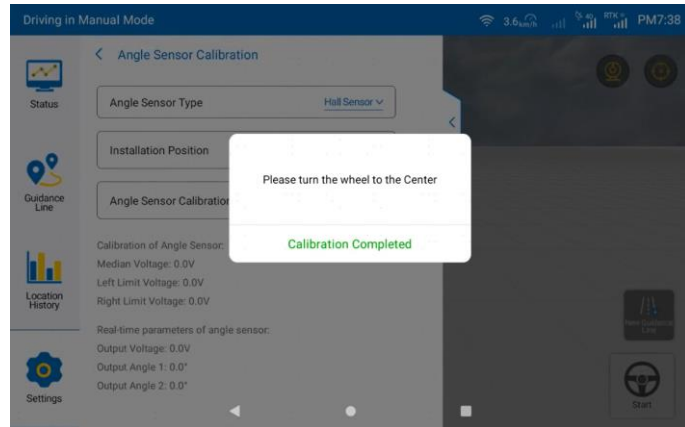 Driving in Manual Mode
3.6km/h
4G
RTK
PM7:38
Status
Guidance
Line
Location
History
Settings
Angle Sensor Calibration
Angle Sensor Type
Hall Sensor
Installation Position
Angle Sensor Calibration
Calibration of Angle Sensor:
Median Voltage: 0.0V
Left Limit Voltage: 0.0V
Right Limit Voltage: 0.0V
Real-time parameters of angle sensor:
Output Voltage: 0.0V
Output Angle 1: 0.0°
Output Angle 2: 0.0°
Please turn the wheel to the Center
Calibration Completed
New Guidance
Line
Start